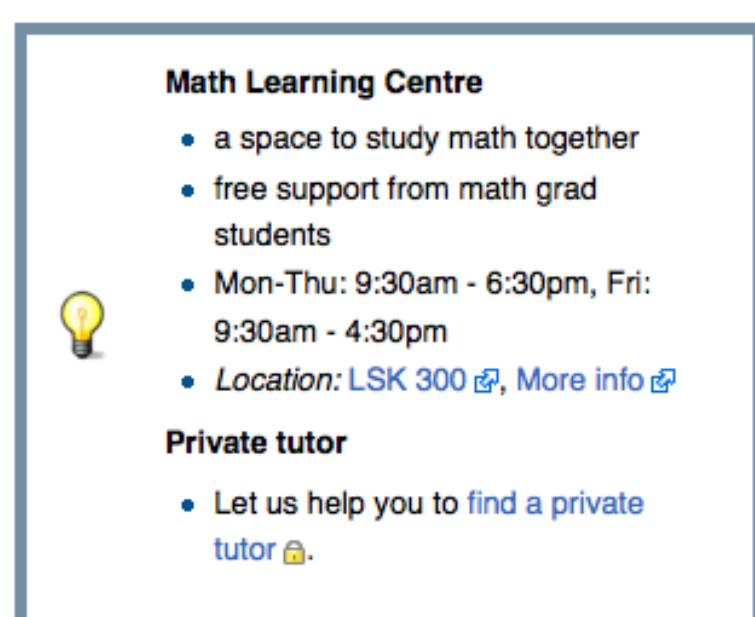 Math Learning Centre
• a space to study math together
• free support from math grad
students
• Mon-Thu: 9:30am - 6:30pm, Fri:
9:30am - 4:30pm
• Location: LSK 300, More info
Private tutor
• Let us help you to find a private
tutor.